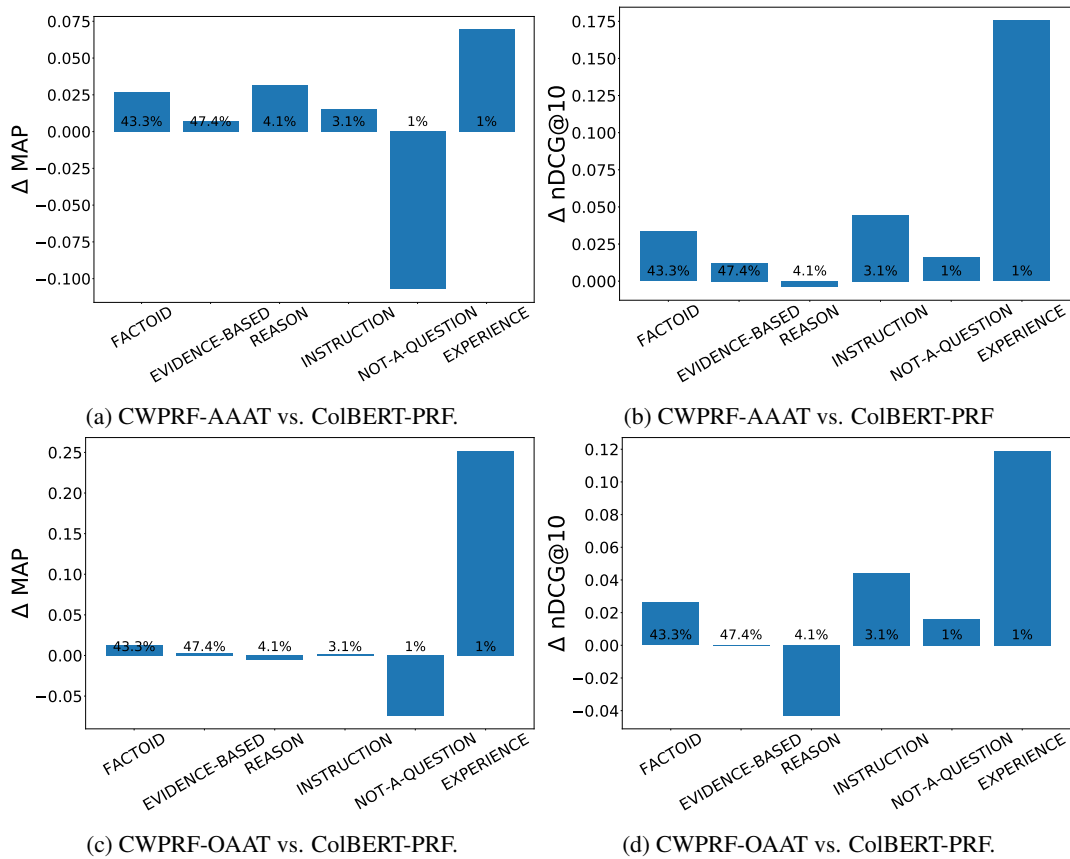 0.075
0.050
0.025
0.000
−0.025
−0.050
−0.075
−0.100
Δ MAP
43.3%
47.4%
4.1%
3.1%
1%
1%
FACTOID
EVIDENCE-BASED
REASON
INSTRUCTION
NOT-A-QUESTION
EXPERIENCE
(a) CWPRF-AAAT vs. ColBERT-PRF.
0.175
0.150
0.125
0.100
0.075
0.050
0.025
0.000
Δ nDCG@10
43.3%
47.4%
4.1%
3.1%
1%
1%
FACTOID
EVIDENCE-BASED
REASON
INSTRUCTION
NOT-A-QUESTION
EXPERIENCE
(b) CWPRF-AAAT vs. ColBERT-PRF
0.25
0.20
0.15
0.10
0.05
0.00
−0.05
Δ MAP
43.3%
47.4%
4.1%
3.1%
1%
1%
FACTOID
EVIDENCE-BASED
REASON
INSTRUCTION
NOT-A-QUESTION
EXPERIENCE
(c) CWPRF-OAAT vs. ColBERT-PRF.
0.12
0.10
0.08
0.06
0.04
0.02
0.00
−0.02
−0.04
Δ nDCG@10
43.3%
47.4%
4.1%
3.1%
1%
1%
FACTOID
EVIDENCE-BASED
REASON
INSTRUCTION
NOT-A-QUESTION
EXPERIENCE
(d) CWPRF-OAAT vs. ColBERT-PRF.